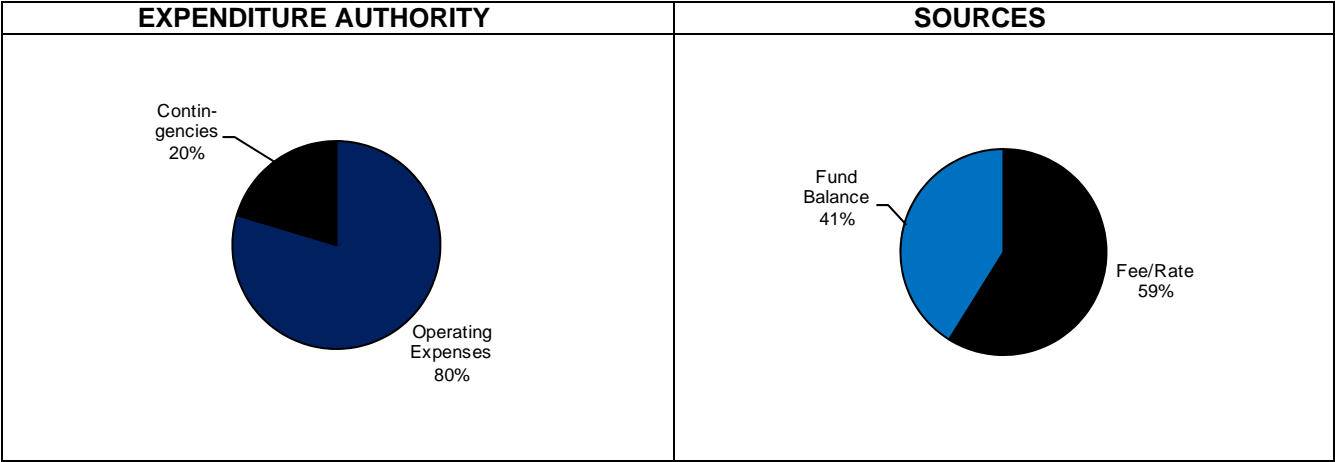 EXPENDITURE AUTHORITY
Contin-
gencies
20%
Operating
Expenses
80%
SOURCES
Fund
Balance
41%
Fee/Rate
59%